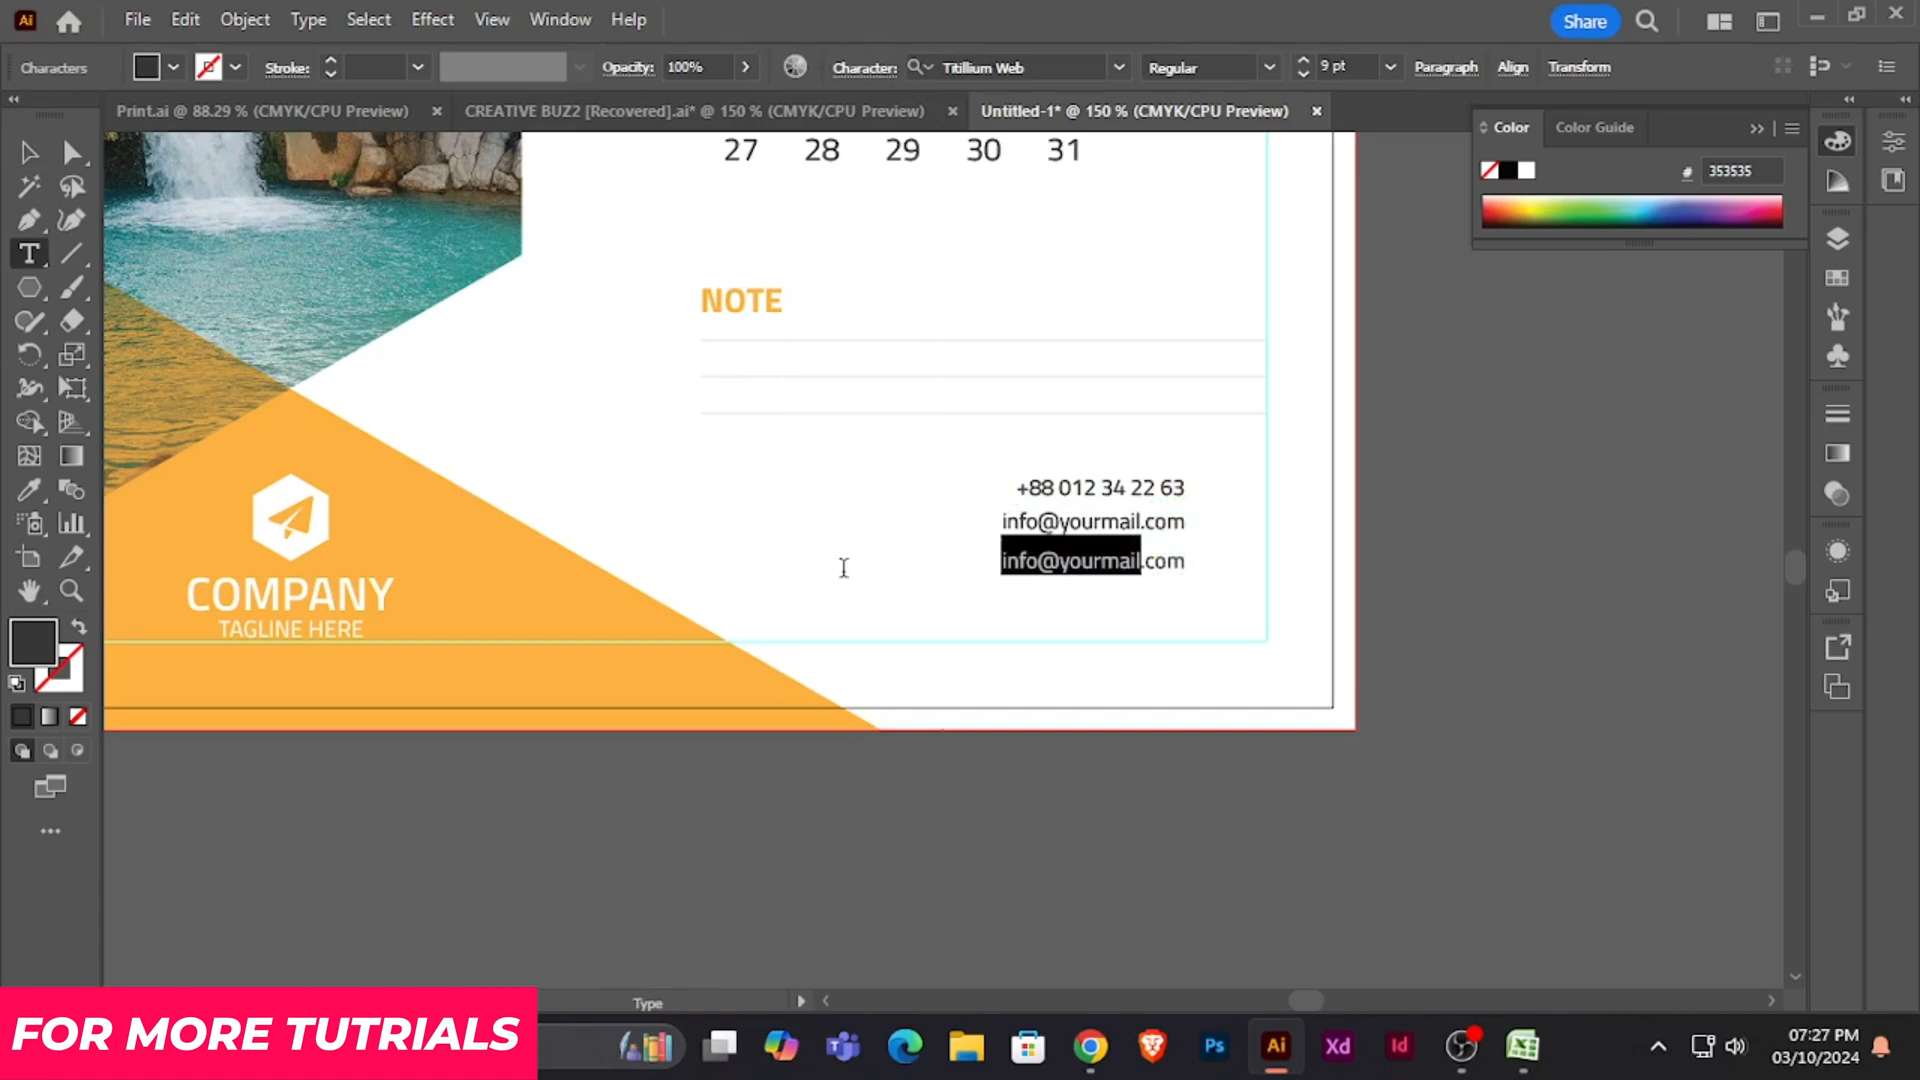 Ai File Edit Object Type Select Effect View Window Help Share
Characters Stroke: Opacity: 100% Character: Titillium Web Regular 9 pt Paragraph Align Transform
Print.ai @ 88.29 % (CMYK/CPU Preview) CREATIVE BUZ2 [Recovered].ai* @ 150 % (CMYK/CPU Preview) Untitled-1* @ 150 % (CMYK/CPU Preview)
Color Color Guide
# 353535
27 28 29 30 31
NOTE
+88 012 34 22 63
info@yourmail.com
info@yourmail.com
COMPANY
TAGLINE HERE
Type
FOR MORE TUTRIALS
Ps Ai Xd Id
07:27 PM
03/10/2024